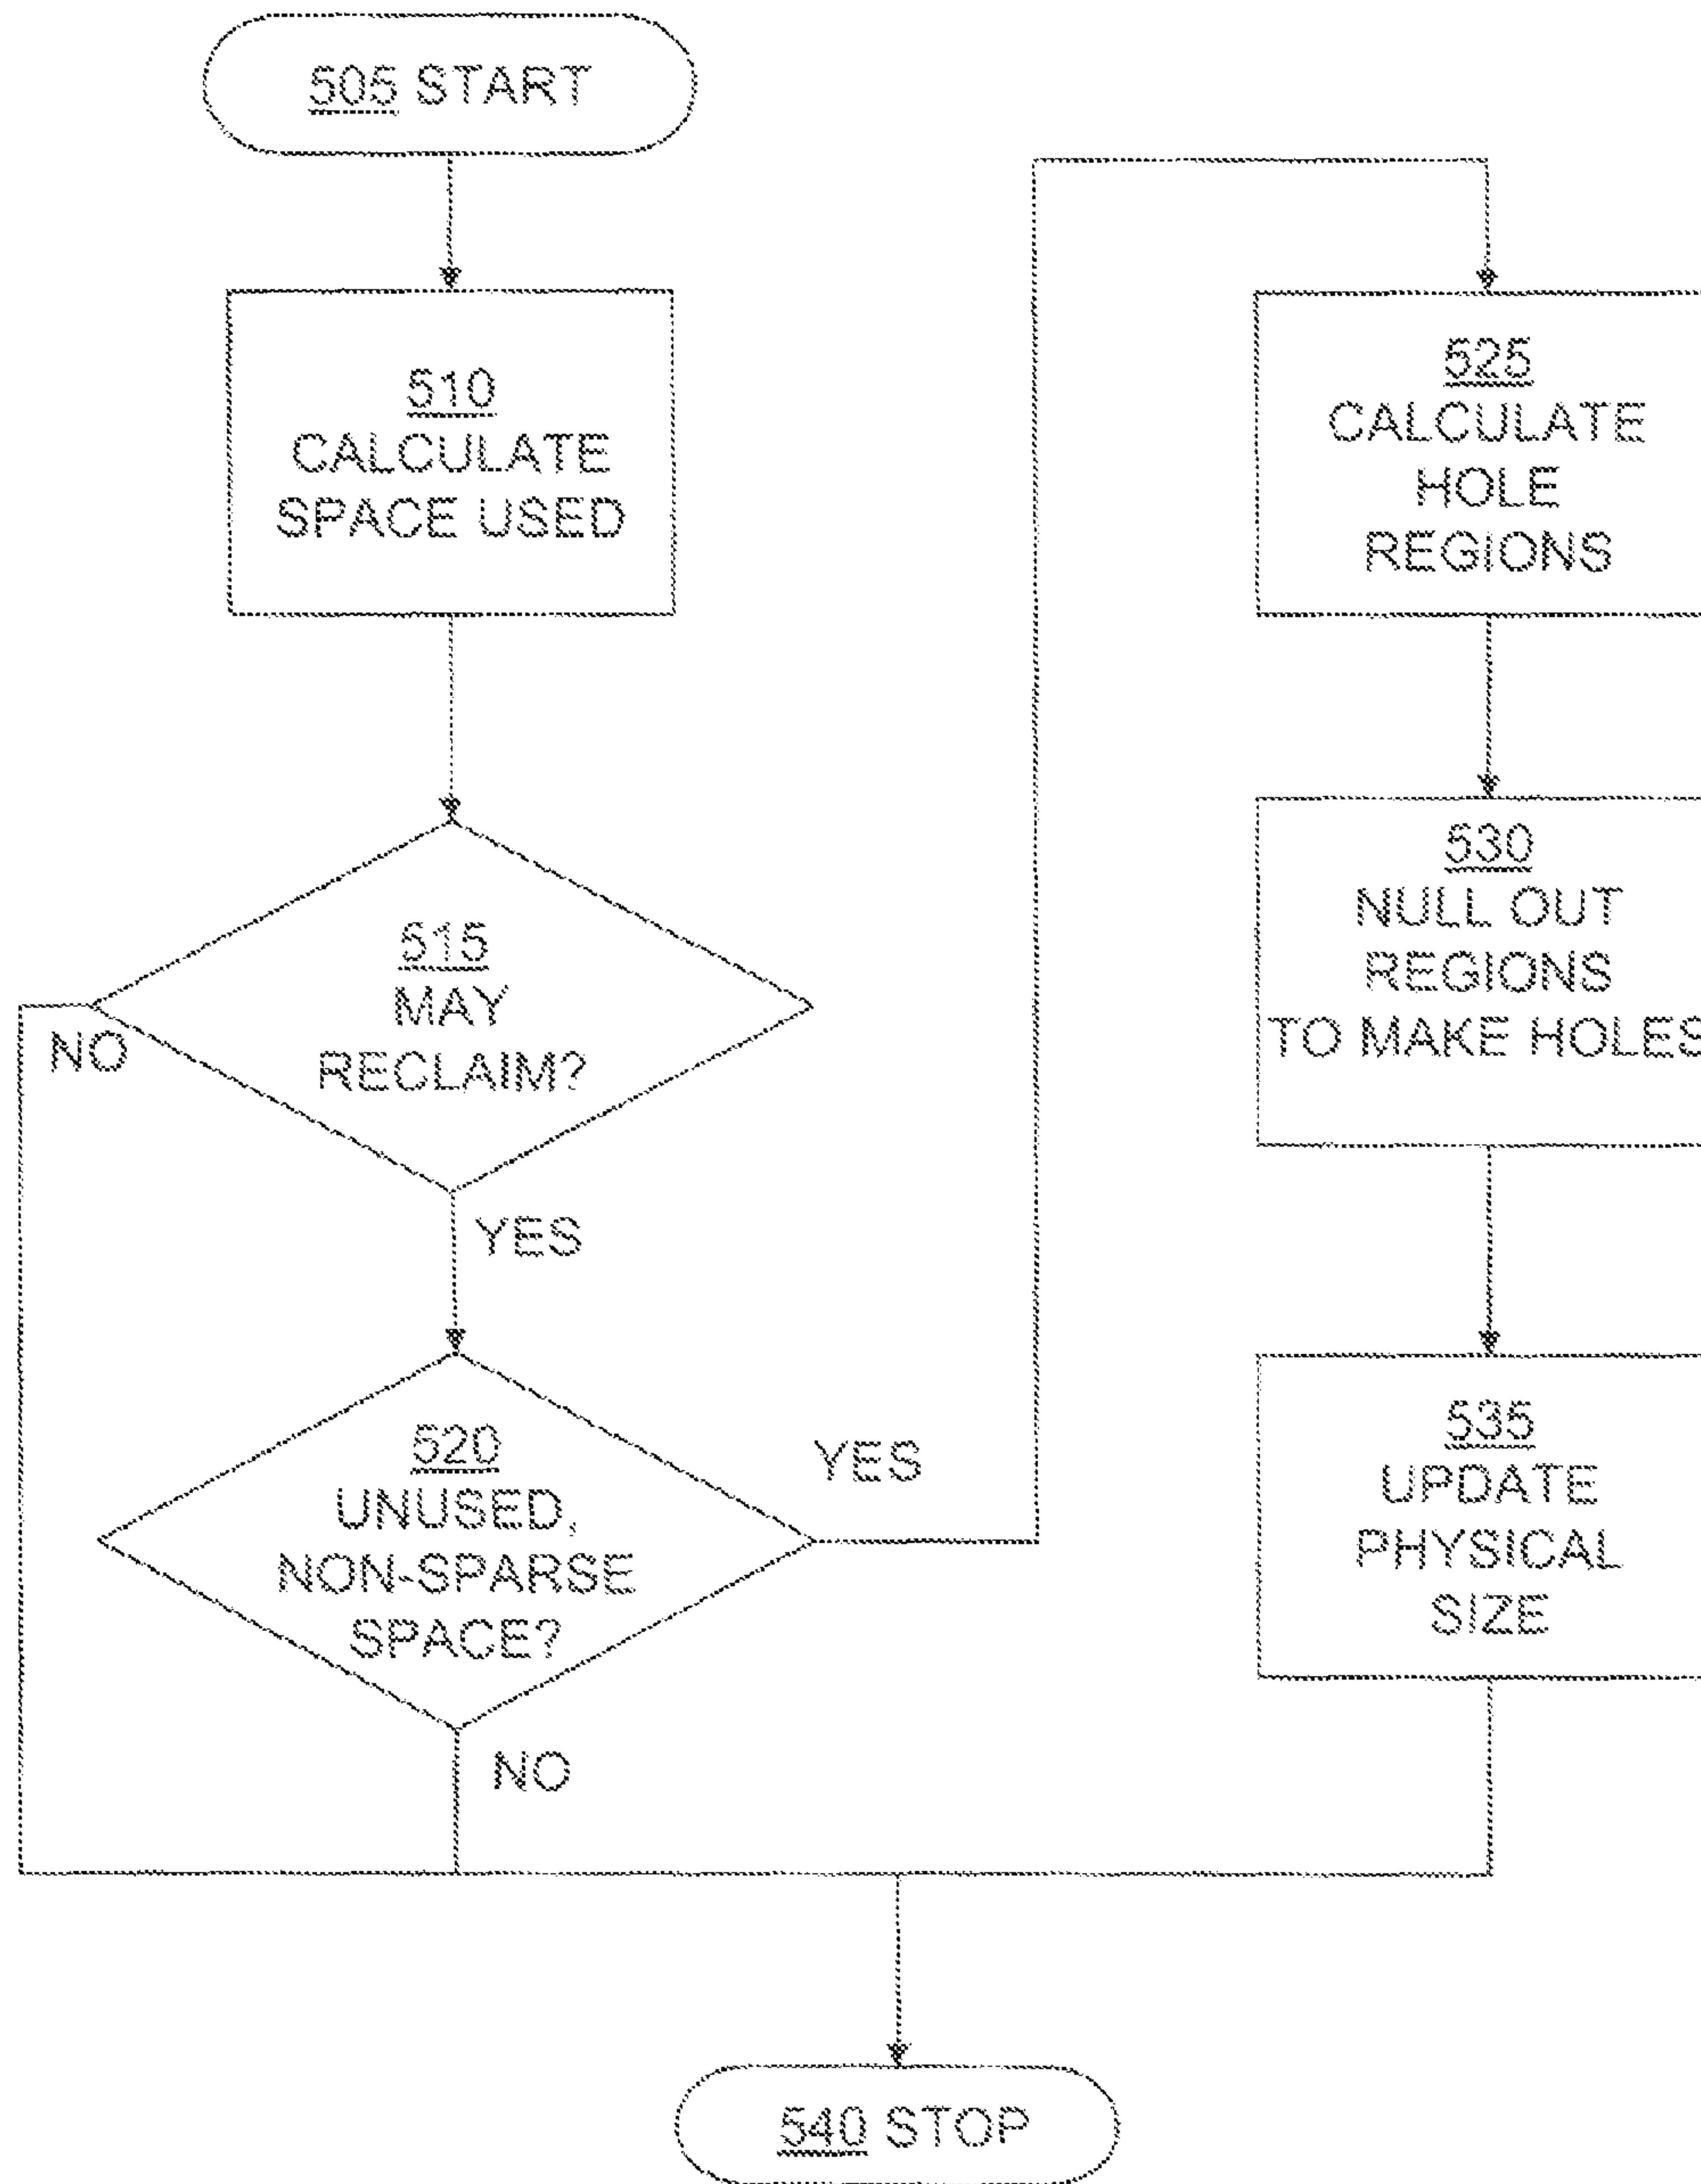 505 START
510
CALCULATE
SPACE USED
515
MAY
RECLAIM?
NO
YES
520
UNUSED,
NON-SPARSE
SPACE?
YES
NO
525
CALCULATE
HOLE
REGIONS
530
NULL OUT
REGIONS
TO MAKE HOLES
535
UPDATE
PHYSICAL
SIZE
540 STOP